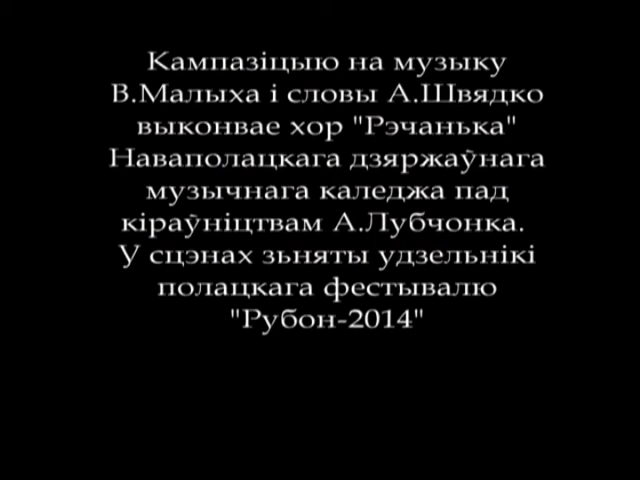 Кампазіцыю на музыку
В.Малыха і словы А.Швядко
выконвае хор "Рэчанька"
Наваполацкага дзяржаўнага
музычнага каледжа пад
кіраўніцтвам А.Лубчонка.
У сцэнах зьняты удзельнікі
полацкага фестывалю
"Рубон-2014"